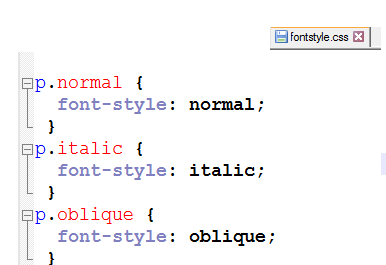 fontstyle.css
p.normal {
font-style: normal;
}
p.italic {
font-style: italic;
}
p.oblique {
font-style: oblique;
}